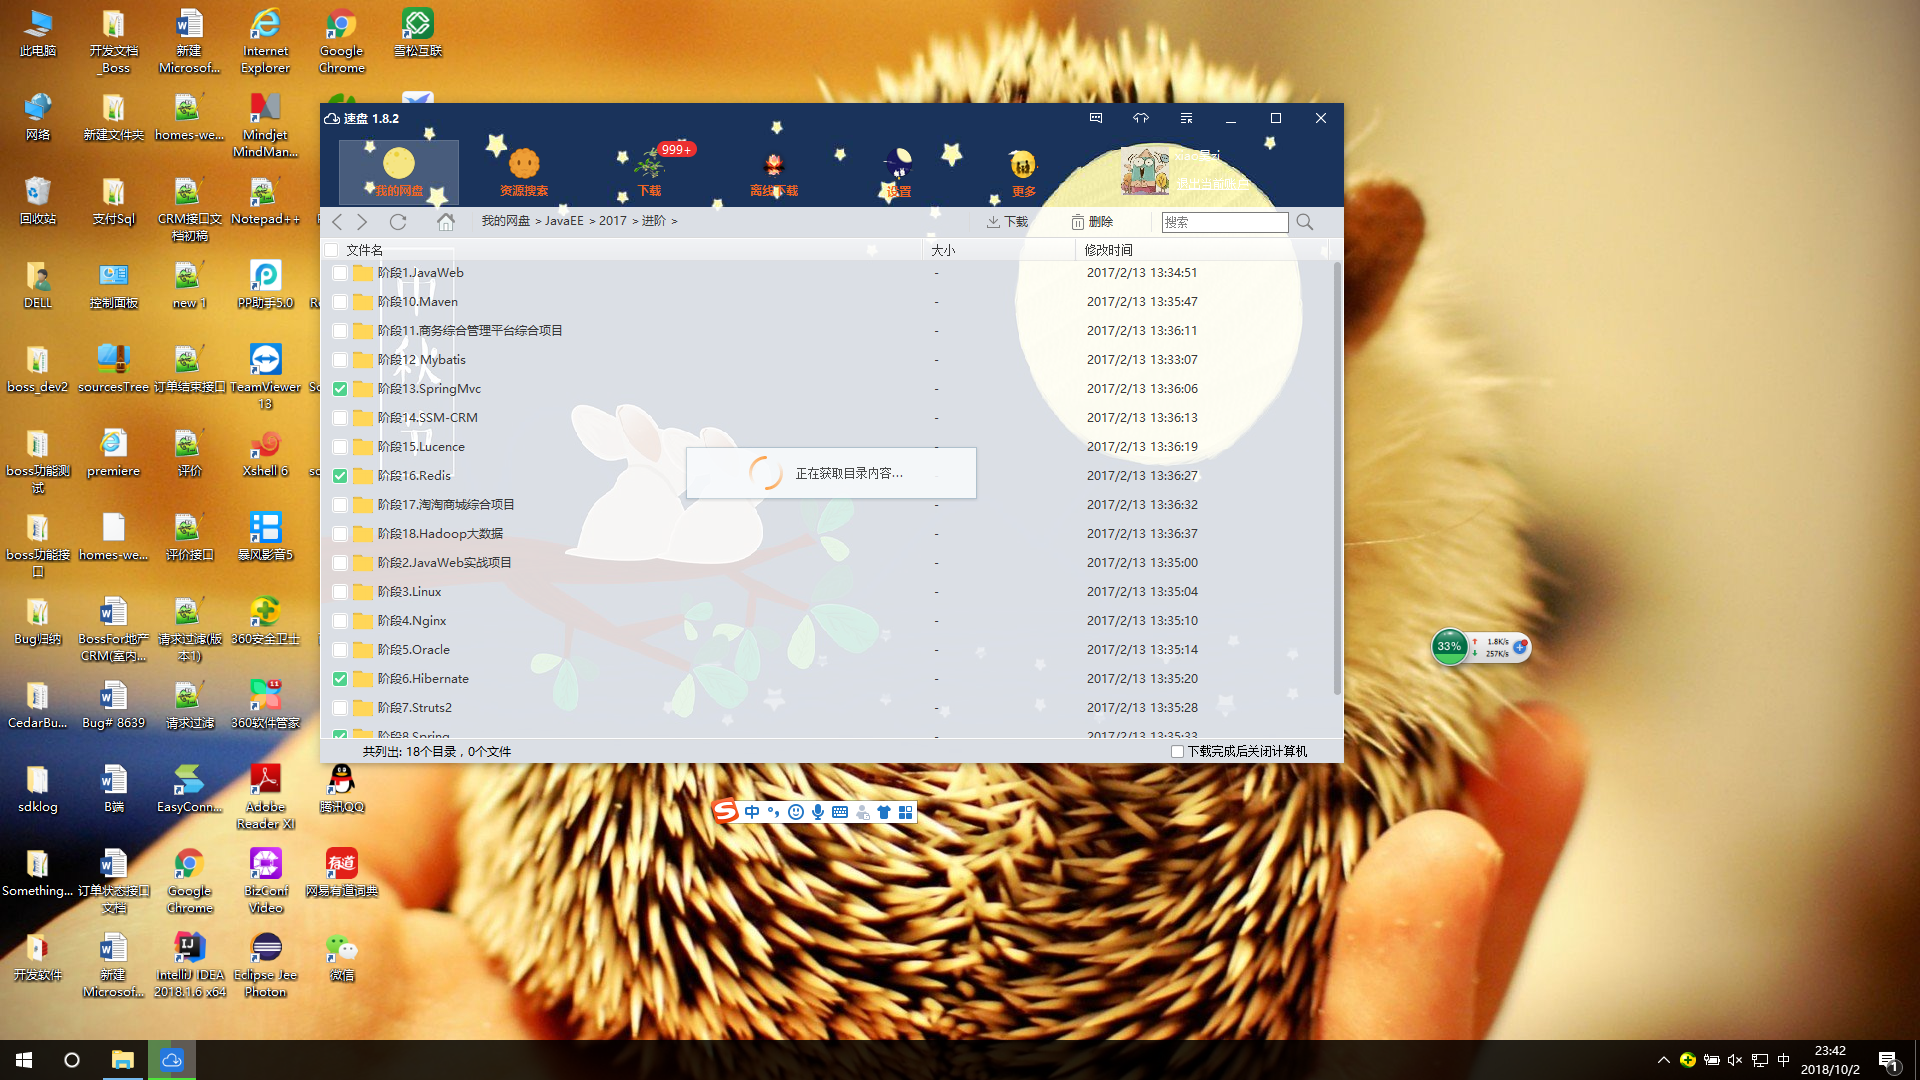 此电脑
开发文档
_Boss
新建
Microsof...
Internet
Explorer
Google
Chrome
雪松互联
网络
新建文件夹
homes-we...
Mindjet
MindMan...
回收站
支付Sql
CRM接口文
档初稿
Notepad++
DELL
控制面板
new 1
PP助手5.0
boss_dev2
sourcesTree
订单结束接口
TeamViewer
13
boss功能测
试
premiere
评价
Xshell 6
boss功能接
口
homes-we...
评价接口
暴风影音5
Bug归纳
BossFor地产
CRM(室内...
请求过滤(版
本1)
360安全卫士
CedarBu...
Bug# 8639
请求过滤
11
360软件管家
sdklog
B端
EasyConn...
Adobe
Reader XI
腾讯QQ
Something...
订单状态接口
文档
Google
Chrome
BizConf
Video
有道
网易有道词典
开发软件
新建
Microsof...
IntelliJ IDEA
2018.1.6 x64
Eclipse Jee
Photon
微信
速盘 1.8.2
我的网盘
资源搜索
999+
下载
离线下载
设置
更多
退出当前账户
我的网盘 > JavaEE > 2017 > 进阶 >
下载
删除
搜索
文件名
大小
修改时间
阶段1.JavaWeb - 2017/2/13 13:34:51
阶段10.Maven - 2017/2/13 13:35:47
阶段11.商务综合管理平台综合项目 - 2017/2/13 13:36:11
阶段12 Mybatis - 2017/2/13 13:33:07
阶段13.SpringMvc - 2017/2/13 13:36:06
阶段14.SSM-CRM - 2017/2/13 13:36:13
阶段15.Lucence - 2017/2/13 13:36:19
阶段16.Redis 2017/2/13 13:36:27
阶段17.淘淘商城综合项目 - 2017/2/13 13:36:32
阶段18.Hadoop大数据 - 2017/2/13 13:36:37
阶段2.JavaWeb实战项目 - 2017/2/13 13:35:00
阶段3.Linux - 2017/2/13 13:35:04
阶段4.Nginx - 2017/2/13 13:35:10
阶段5.Oracle - 2017/2/13 13:35:14
阶段6.Hibernate - 2017/2/13 13:35:20
阶段7.Struts2 - 2017/2/13 13:35:28
阶段8.Spring - 2017/2/13 13:35:33
中秋节
正在获取目录内容...
共列出: 18个目录，0个文件
下载完成后关闭计算机
33%
1.8K/s
257K/s
中
中
23:42
2018/10/2
1